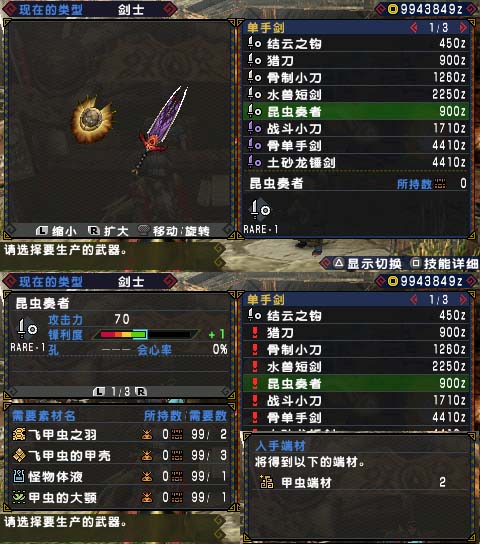 现在的类型 剑士
9943849z
单手剑 1/3
结云之钩 450z
猎刀 900z
骨制小刀 1260z
水兽短剑 2250z
昆虫奏者 900z
战斗小刀 1710z
骨单手剑 4410z
土砂龙锤剑 4410z
昆虫奏者 所持数 0
RARE-1
L 缩小 R 扩大 移动/旋转
请选择要生产的武器。
△显示切换 □技能详细
现在的类型 剑士
9943849z
昆虫奏者
攻击力 70
锋利度 +1
RARE-1 孔 --- 会心率 0%
L 1/3 R
需要素材名 所持数/需要数
飞甲虫之羽 0 99/ 2
飞甲虫的甲壳 0 99/ 3
怪物体液 0 99/ 1
甲虫的大颚 0 99/ 1
请选择要生产的武器。
单手剑 1/3
结云之钩 450z
猎刀 900z
骨制小刀 1260z
水兽短剑 2250z
昆虫奏者 900z
战斗小刀 1710z
骨单手剑 4410z
入手端材
将得到以下的端材。
甲虫端材 2